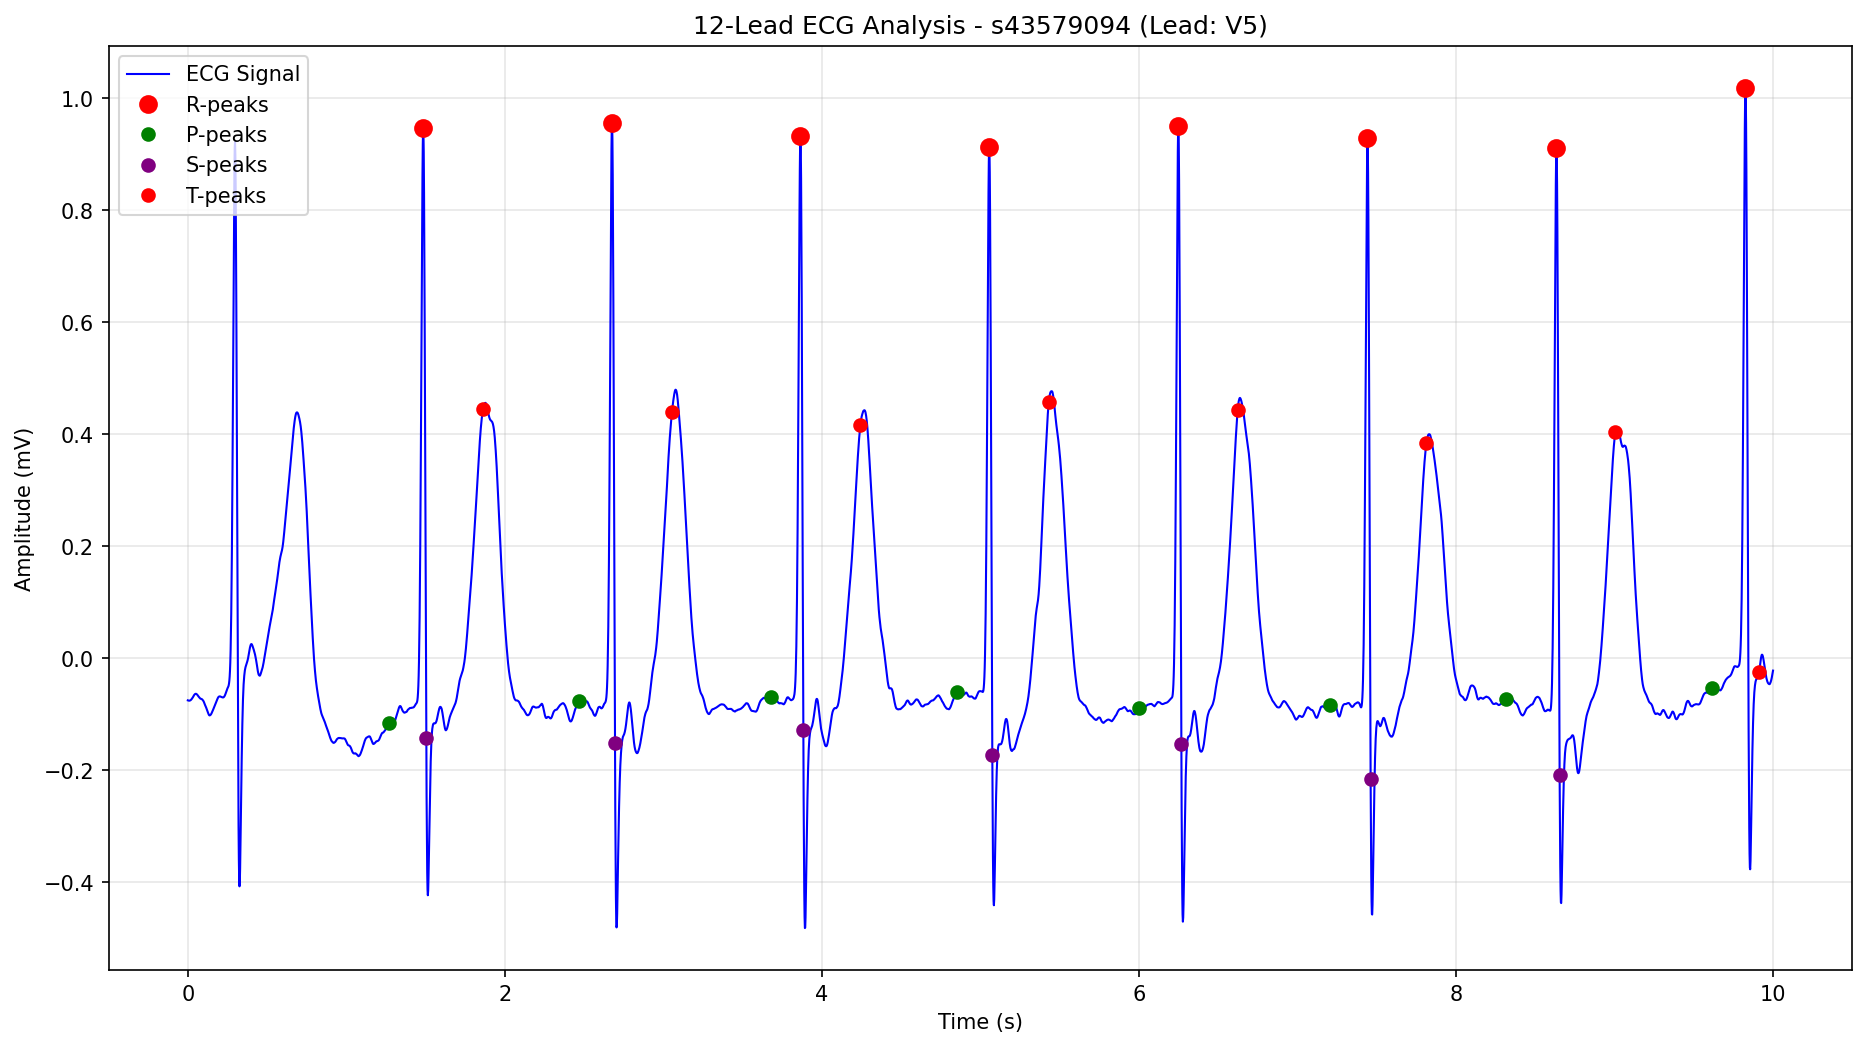 12-Lead ECG Analysis - s43579094 (Lead: V5)
ECG Signal
R-peaks
P-peaks
S-peaks
T-peaks
Amplitude (mV)
1.0
0.8
0.6
0.4
0.2
0.0
−0.2
−0.4
0 2 4 6 8 10
Time (s)